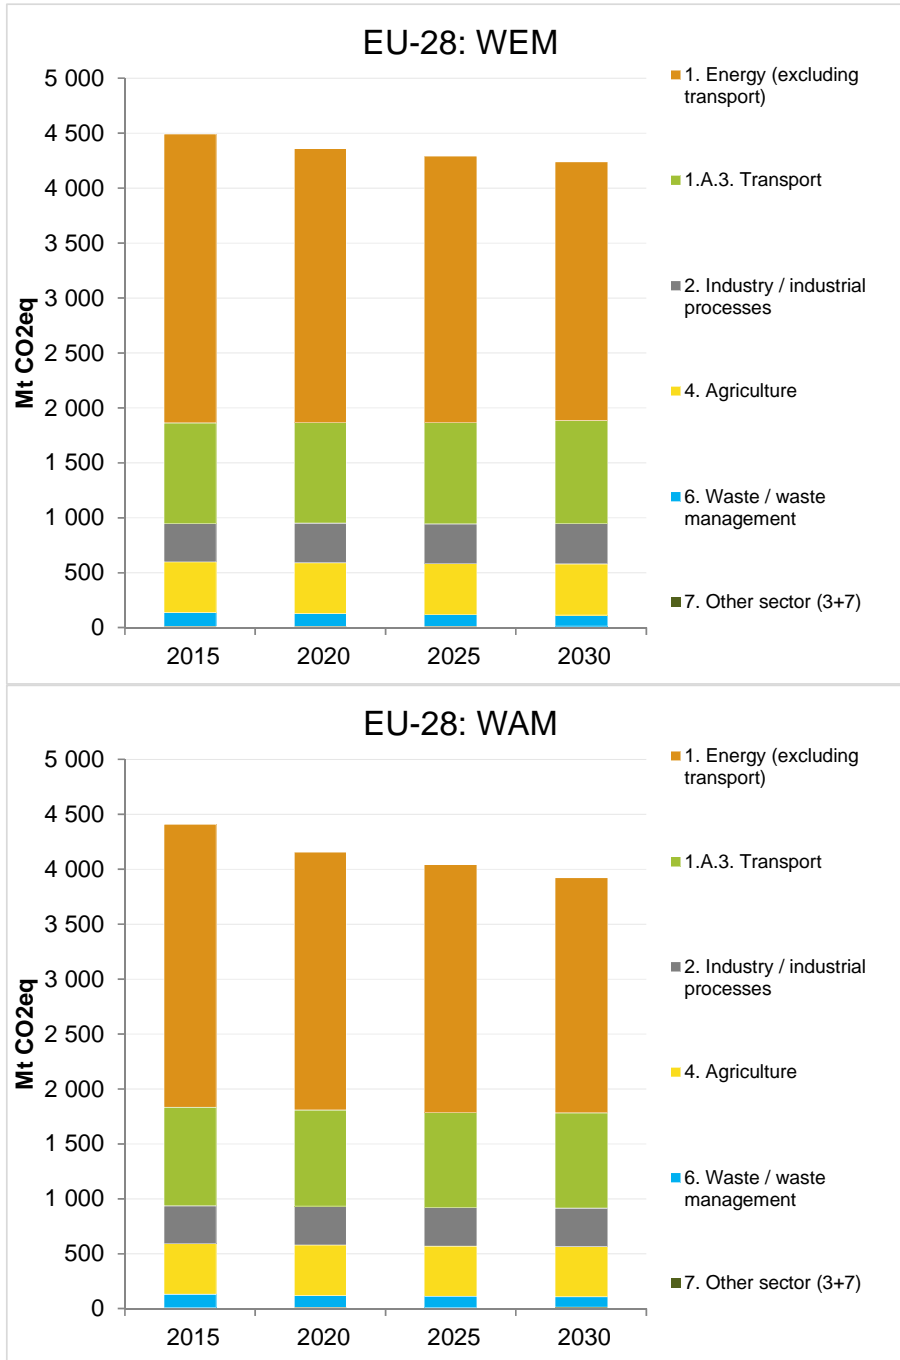 EU-28: WEM
5 000
4 500
4 000
3 500
3 000
2 500
2 000
1 500
1 000
500
0
Mt CO2eq
2015
2020
2025
2030
1. Energy (excluding
transport)
1.A.3. Transport
2. Industry / industrial
processes
4. Agriculture
6. Waste / waste
management
7. Other sector (3+7)
EU-28: WAM
5 000
4 500
4 000
3 500
3 000
2 500
2 000
1 500
1 000
500
0
Mt CO2eq
2015
2020
2025
2030
1. Energy (excluding
transport)
1.A.3. Transport
2. Industry / industrial
processes
4. Agriculture
6. Waste / waste
management
7. Other sector (3+7)